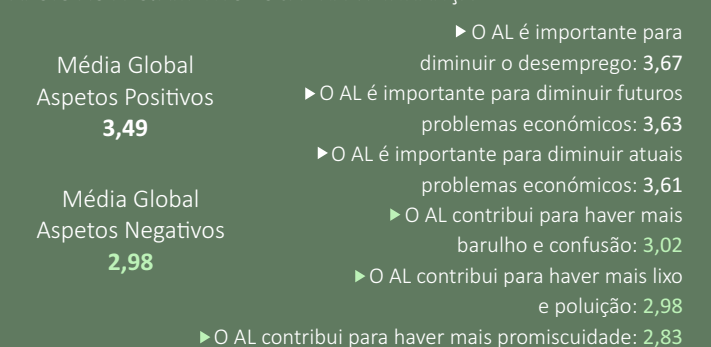 Média Global
Aspetos Positivos
3,49
Média Global
Aspetos Negativos
2,98
▶ O AL é importante para
diminuir o desemprego: 3,67
▶ O AL é importante para diminuir futuros
problemas económicos: 3,63
▶ O AL é importante para diminuir atuais
problemas económicos: 3,61
▶ O AL contribui para haver mais
barulho e confusão: 3,02
▶ O AL contribui para haver mais lixo
e poluição: 2,98
▶ O AL contribui para haver mais promiscuidade: 2,83